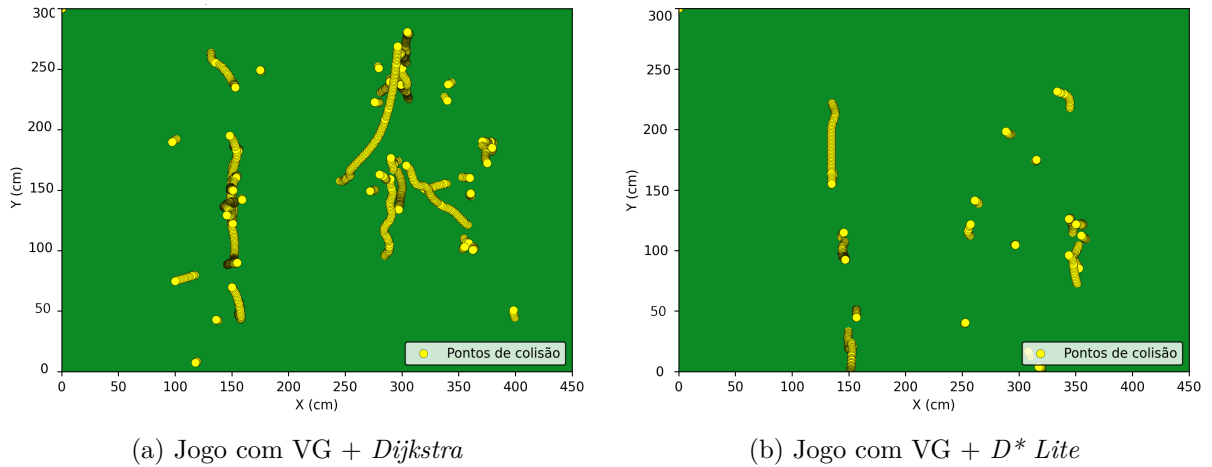 300
250
200
150
100
50
0
Y (cm)
0 50 100 150 200 250 300 350 400 450
X (cm)
Pontos de colisão
(a) Jogo com VG + Dijkstra
300
250
200
150
100
50
0
Y (cm)
0 50 100 150 200 250 300 350 400 450
X (cm)
Pontos de colisão
(b) Jogo com VG + D* Lite